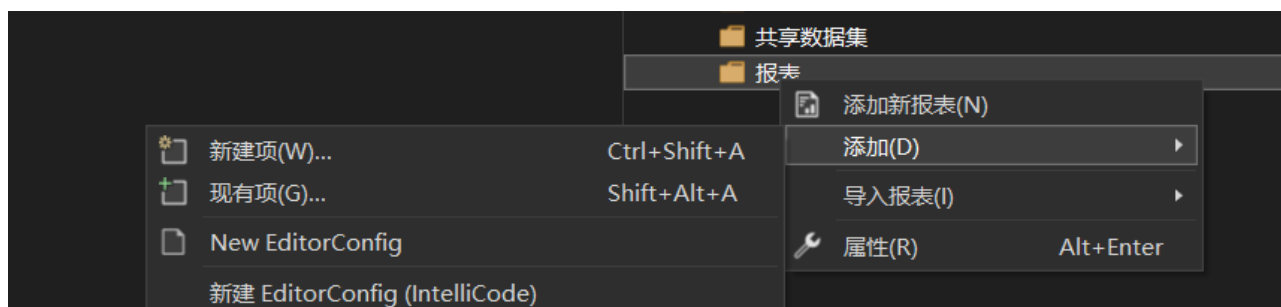 共享数据集
报表
添加新报表(N)
添加(D)
新建项(W)... Ctrl+Shift+A
现有项(G)... Shift+Alt+A
导入报表(I)
New EditorConfig
属性(R) Alt+Enter
新建 EditorConfig (IntelliCode)